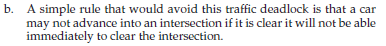 b. A simple rule that would avoid this traffic deadlock is that a car
may not advance into an intersection if it is clear it will not be able
immediately to clear the intersection.